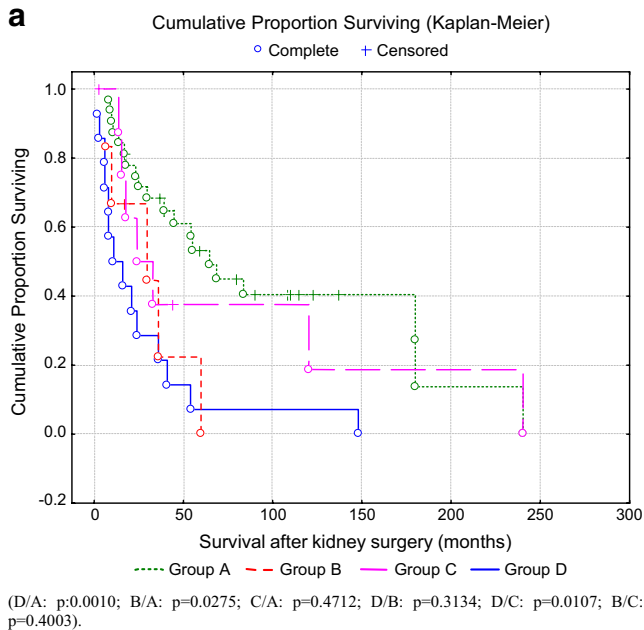 a
Cumulative Proportion Surviving (Kaplan-Meier)
Complete Censored
1.0
0.8
0.6
0.4
0.2
0.0
-0.2
Cumulative Proportion Surviving
0 50 100 150 200 250 300
Survival after kidney surgery (months)
Group A Group B Group C Group D
(D/A: p:0.0010; B/A: p=0.0275; C/A: p=0.4712; D/B: p=0.3134; D/C: p=0.0107; B/C:
p=0.4003).